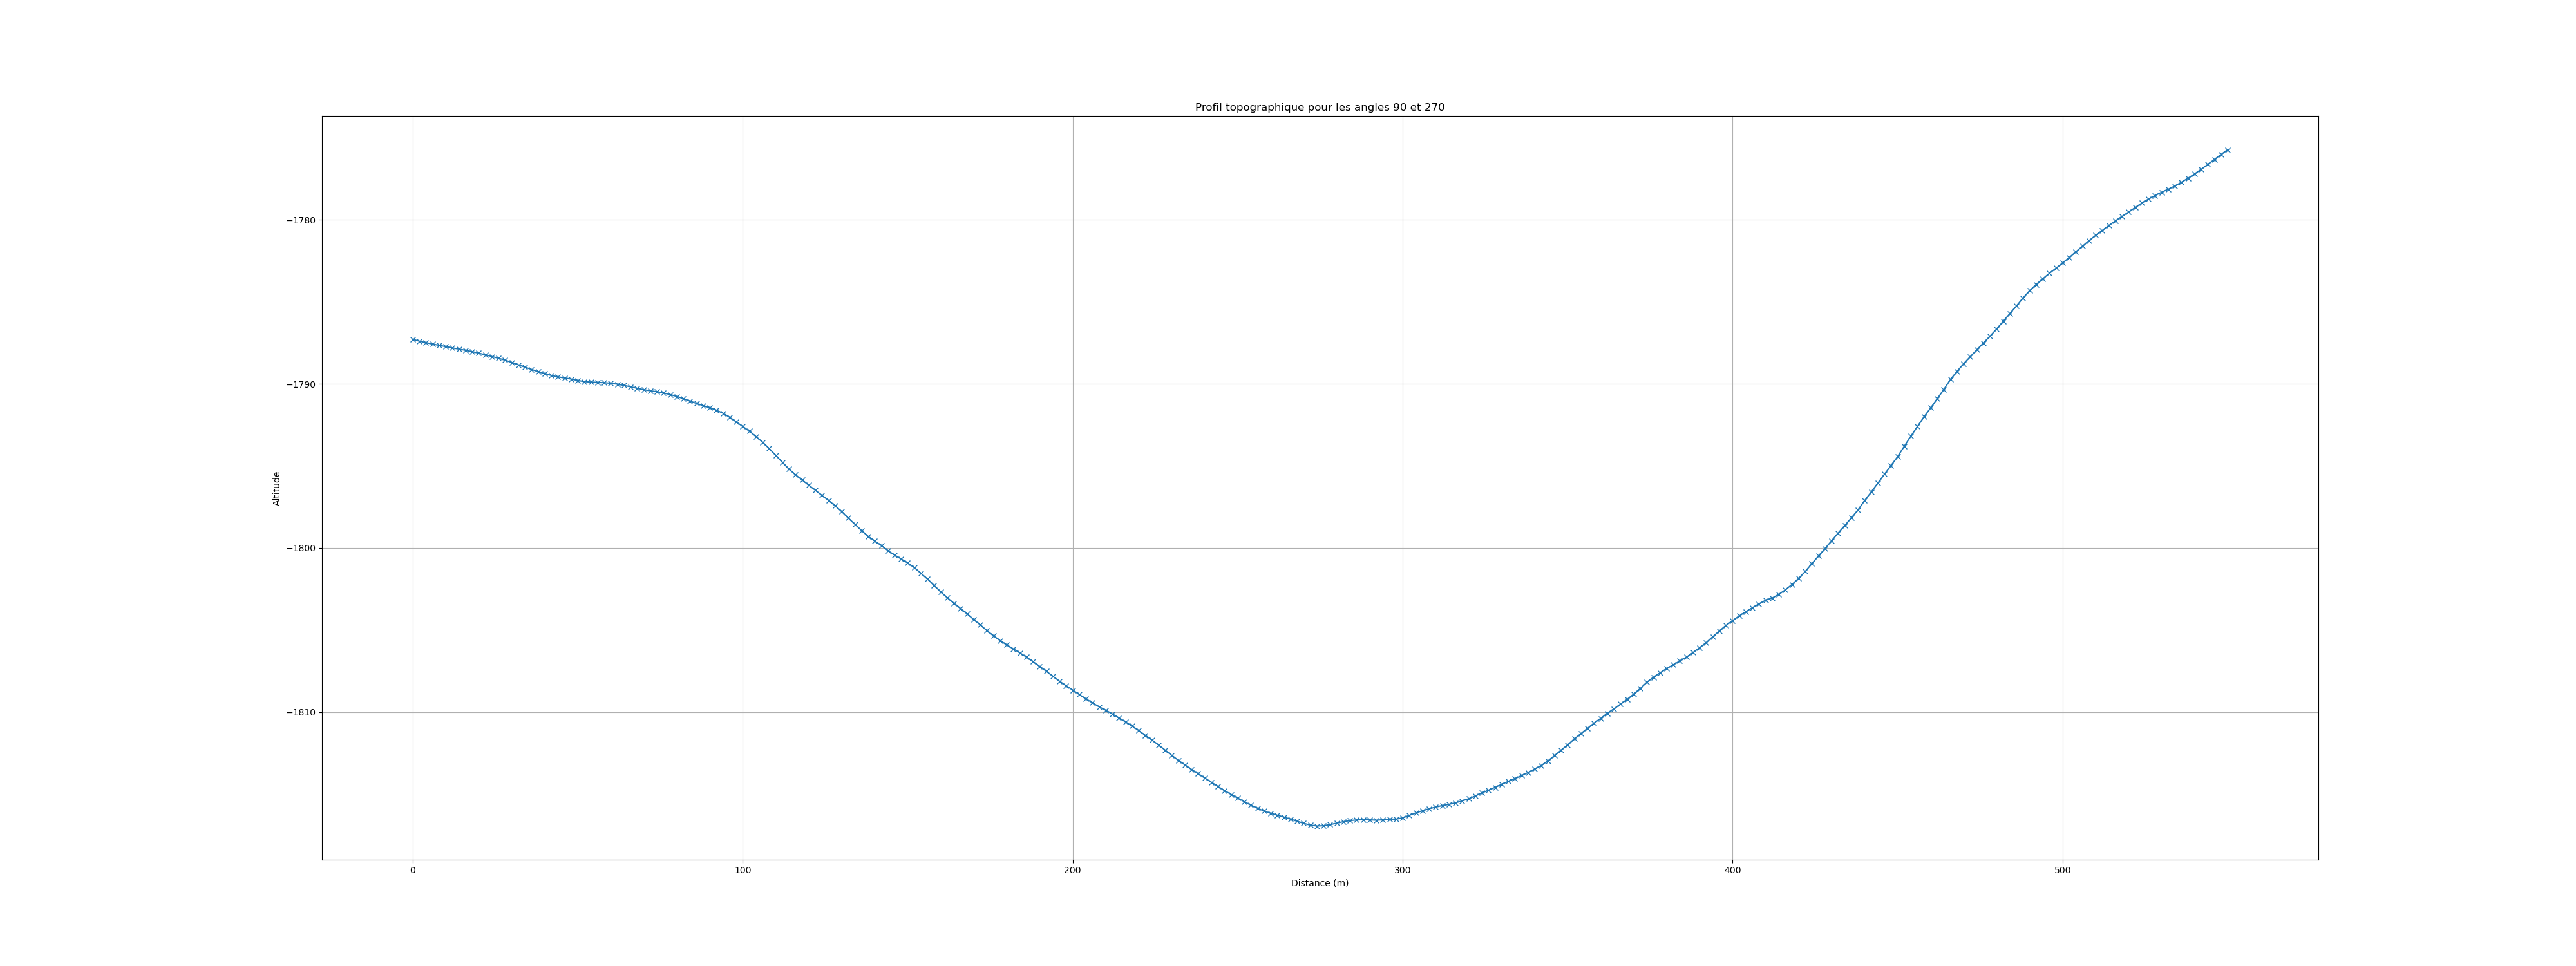 Profil topographique pour les angles 90 et 270
Altitude
−1780
−1790
−1800
−1810
0 100 200 300 400 500
Distance (m)